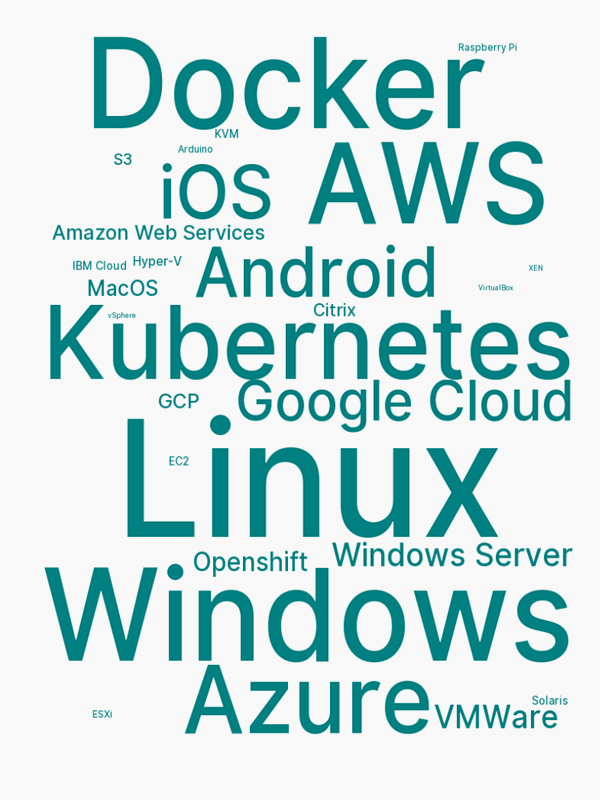 Raspberry Pi
Docker
KVM
Arduino
S3
iOS
AWS
Amazon Web Services
IBM Cloud
Hyper-V
Android
XEN
MacOS
VirtualBox
vSphere
Citrix
Kubernetes
GCP
Google Cloud
Linux
EC2
Openshift
Windows Server
Windows
Azure
Solaris
ESXi
VMWare